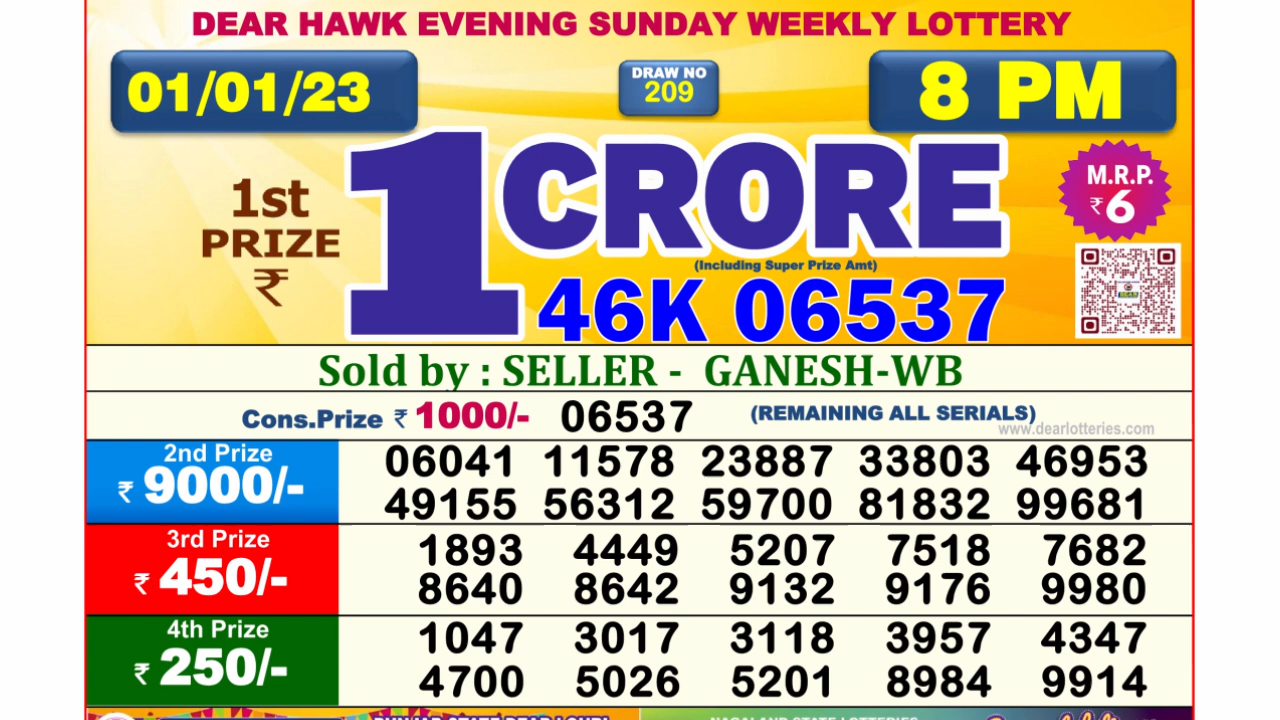 DEAR HAWK EVENING SUNDAY WEEKLY LOTTERY
01/01/23
DRAW NO
209
8 PM
1st
PRIZE
₹
1 CRORE
(Including Super Prize Amt)
46K 06537
M.R.P.
₹6
Sold by : SELLER - GANESH-WB
Cons.Prize ₹ 1000/- 06537 (REMAINING ALL SERIALS)
www.dearlotteries.com
2nd Prize
₹ 9000/-
06041 11578 23887 33803 46953
49155 56312 59700 81832 99681
3rd Prize
₹ 450/-
1893 4449 5207 7518 7682
8640 8642 9132 9176 9980
4th Prize
₹ 250/-
1047 3017 3118 3957 4347
4700 5026 5201 8984 9914
NAGALAND STATE LOTTERIES